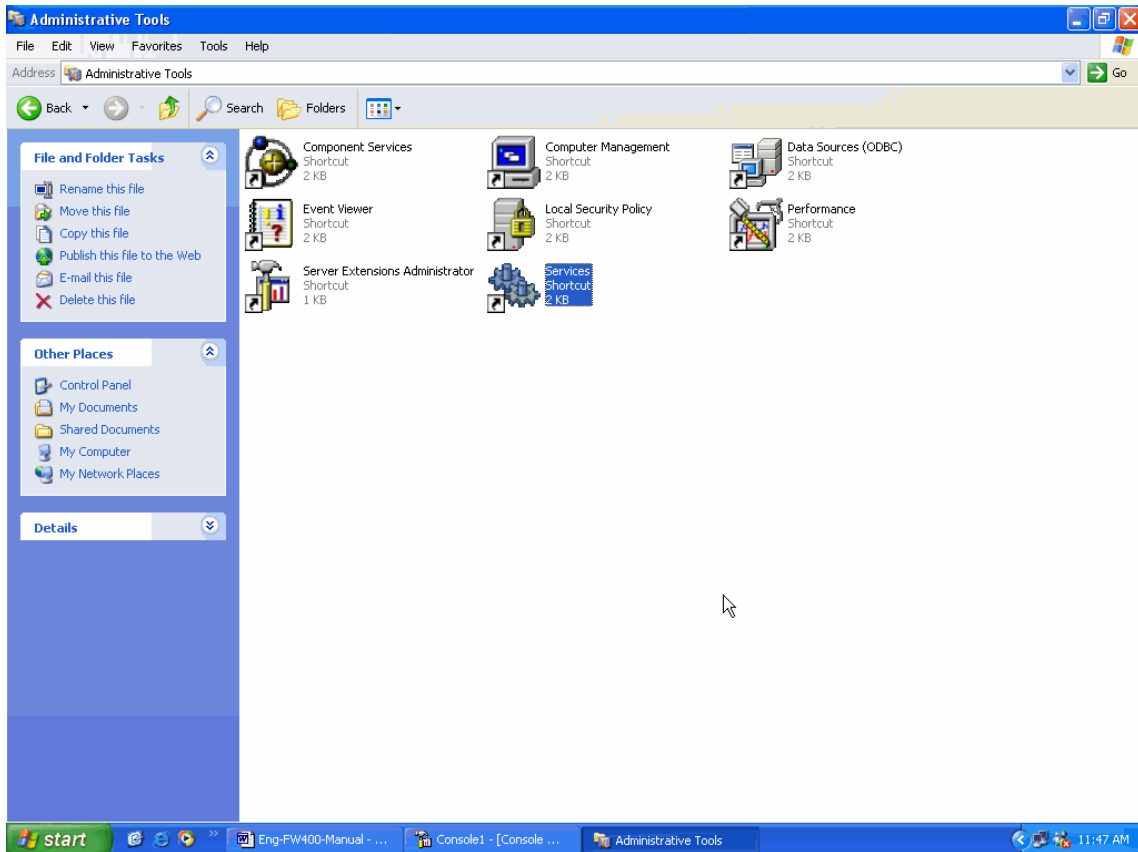 Administrative Tools
File Edit View Favorites Tools Help
Address Administrative Tools Go
Back Search Folders
File and Folder Tasks
Rename this file
Move this file
Copy this file
Publish this file to the Web
E-mail this file
Delete this file
Other Places
Control Panel
My Documents
Shared Documents
My Computer
My Network Places
Details
Component Services
Shortcut
2 KB
Computer Management
Shortcut
2 KB
Data Sources (ODBC)
Shortcut
2 KB
Event Viewer
Shortcut
2 KB
Local Security Policy
Shortcut
2 KB
Performance
Shortcut
2 KB
Server Extensions Administrator
Shortcut
1 KB
Services
Shortcut
2 KB
start
Eng-FW400-Manual - ...
Console1 - [Console ...
Administrative Tools
11:47 AM